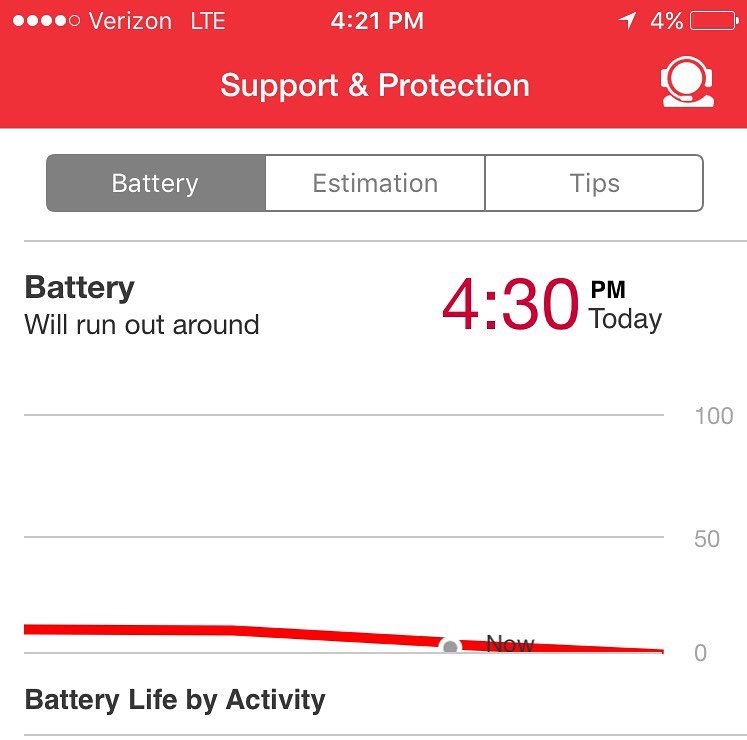 Verizon LTE 4:21 PM 4%
Support & Protection
Battery Estimation Tips
Battery
Will run out around
4:30 PM
Today
100
50
Now
0
Battery Life by Activity